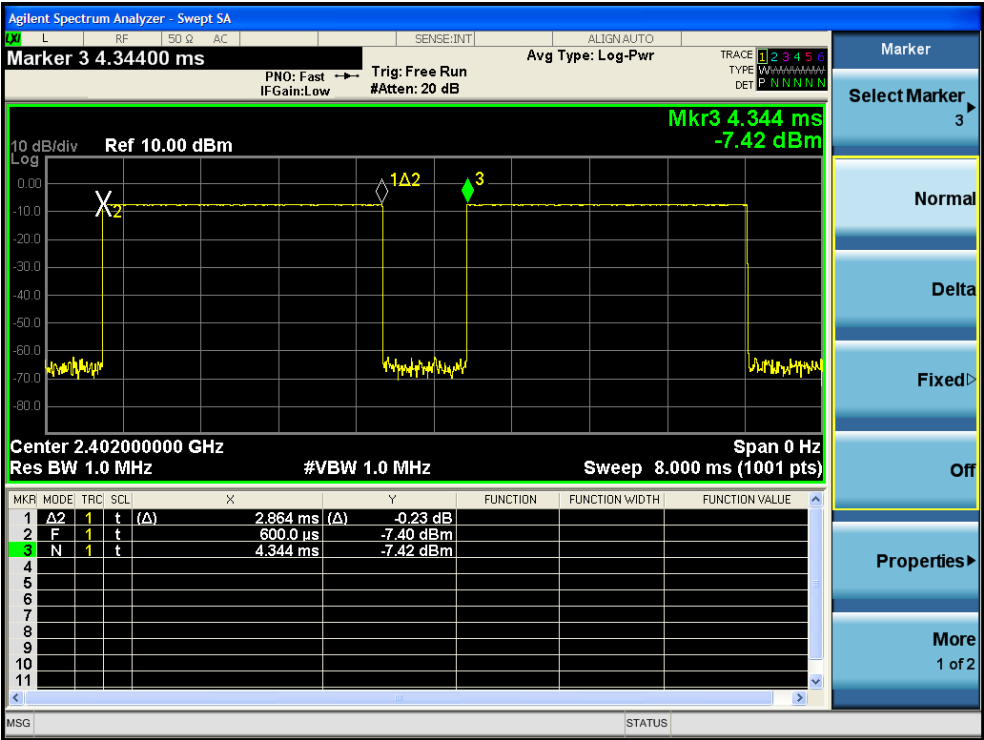 Agilent Spectrum Analyzer - Swept SA
LXI L RF 50 Ω AC SENSE:INT ALIGN AUTO
Marker 3 4.34400 ms
PNO: Fast
IFGain:Low
Trig: Free Run
#Atten: 20 dB
Avg Type: Log-Pwr
TRACE 1 2 3 4 5 6
TYPE WWWWWW
DET P N N N N N
Mkr3 4.344 ms
-7.42 dBm
10 dB/div Ref 10.00 dBm
Log
0.00
-10.0
-20.0
-30.0
-40.0
-50.0
-60.0
-70.0
-80.0
X2
1Δ2
3
Center 2.402000000 GHz Span 0 Hz
Res BW 1.0 MHz #VBW 1.0 MHz Sweep 8.000 ms (1001 pts)
MKR MODE TRC SCL X Y FUNCTION FUNCTION WIDTH FUNCTION VALUE
1 Δ2 1 t (Δ) 2.864 ms (Δ) -0.23 dB
2 F 1 t 600.0 µs -7.40 dBm
3 N 1 t 4.344 ms -7.42 dBm
4
5
6
7
8
9
10
11
MSG STATUS
Marker
Select Marker
3
Normal
Delta
Fixed
Off
Properties
More
1 of 2